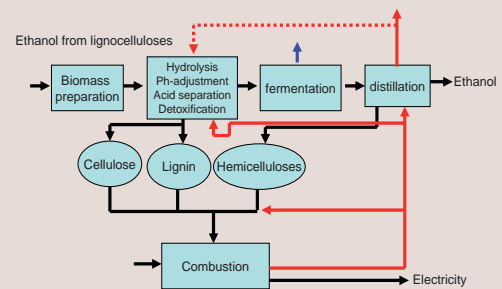 Ethanol from lignocelluloses
Biomass
preparation
Hydrolysis
Ph-adjustment
Acid separation
Detoxification
fermentation
distillation
Ethanol
Cellulose
Lignin
Hemicelluloses
Combustion
Electricity